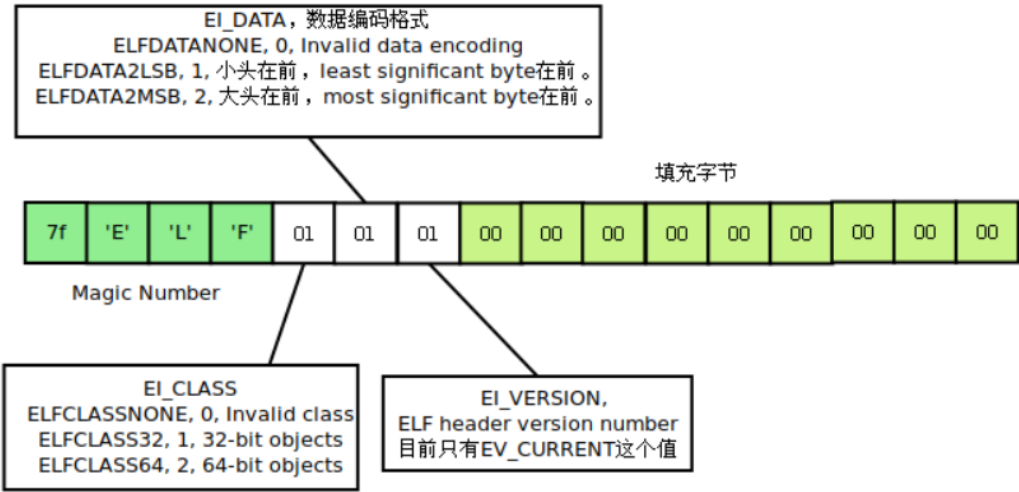 EI_DATA，数据编码格式
ELFDATANONE, 0, Invalid data encoding
ELFDATA2LSB, 1, 小头在前，least significant byte在前。
ELFDATA2MSB, 2, 大头在前，most significant byte在前。
填充字节
7f 'E' 'L' 'F' 01 01 01 00 00 00 00 00 00 00 00 00
Magic Number
EI_CLASS
ELFCLASSNONE, 0, Invalid class
ELFCLASS32, 1, 32-bit objects
ELFCLASS64, 2, 64-bit objects
EI_VERSION,
ELF header version number
目前只有EV_CURRENT这个值